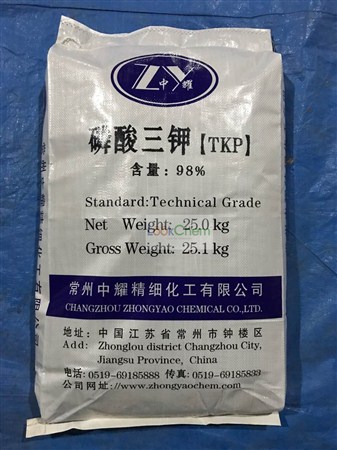 ZY
中 耀
磷酸三钾【TKP】
含量：98%
Standard:Technical Grade
Net Weight: 25.0 kg
LookChem
Gross Weight: 25.1 kg
常州中耀精细化工有限公司
CHANGZHOU ZHONGYAO CHEMICAL CO.,LTD.
地址：中国江苏省常州市钟楼区
Add: Zhonglou district Changzhou City,
Jiangsu Province, China
电话：0519-69185888 传真：0519-69185833
公司网址://www.zhongyaochem.com